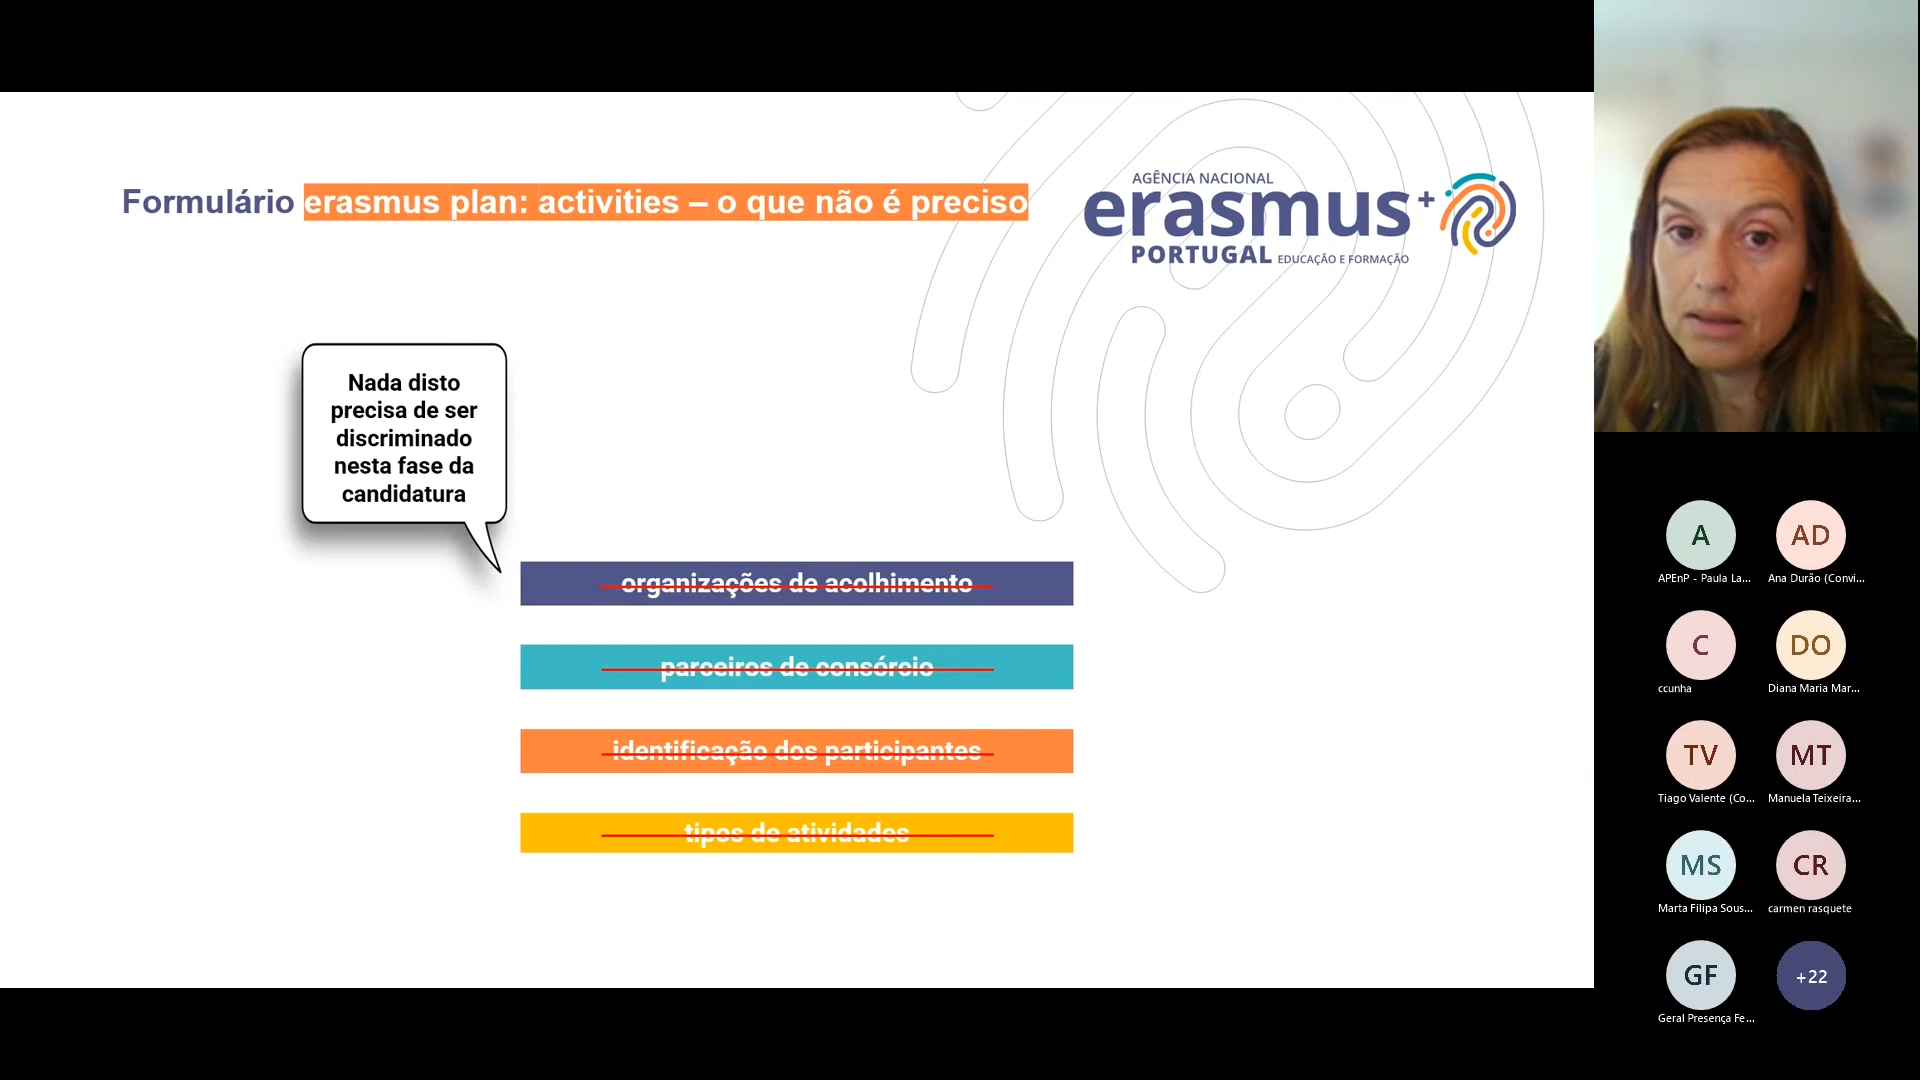 Formulário erasmus plan: activities – o que não é preciso
AGÊNCIA NACIONAL
erasmus+
PORTUGAL EDUCAÇÃO E FORMAÇÃO
Nada disto
precisa de ser
discriminado
nesta fase da
candidatura
organizações de acolhimento
parceiros de consórcio
identificação dos participantes
tipos de atividades
A
APEnP - Paula La...
AD
Ana Durão (Convi...
C
ccunha
DO
Diana Maria Mar...
TV
Tiago Valente (Co...
MT
Manuela Teixeira...
MS
Marta Filipa Sous...
CR
carmen rasquete
GF
Geral Presença Fe...
+22